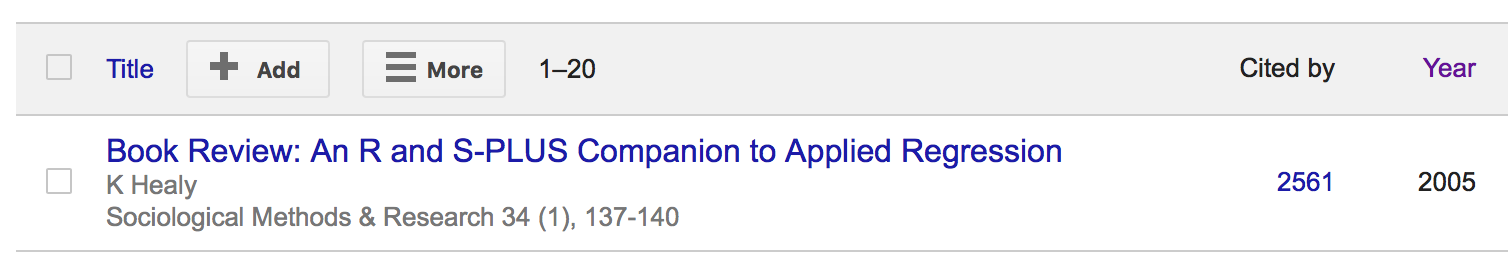 Title Add More 1–20 Cited by Year
Book Review: An R and S-PLUS Companion to Applied Regression
K Healy
2561 2005
Sociological Methods & Research 34 (1), 137-140